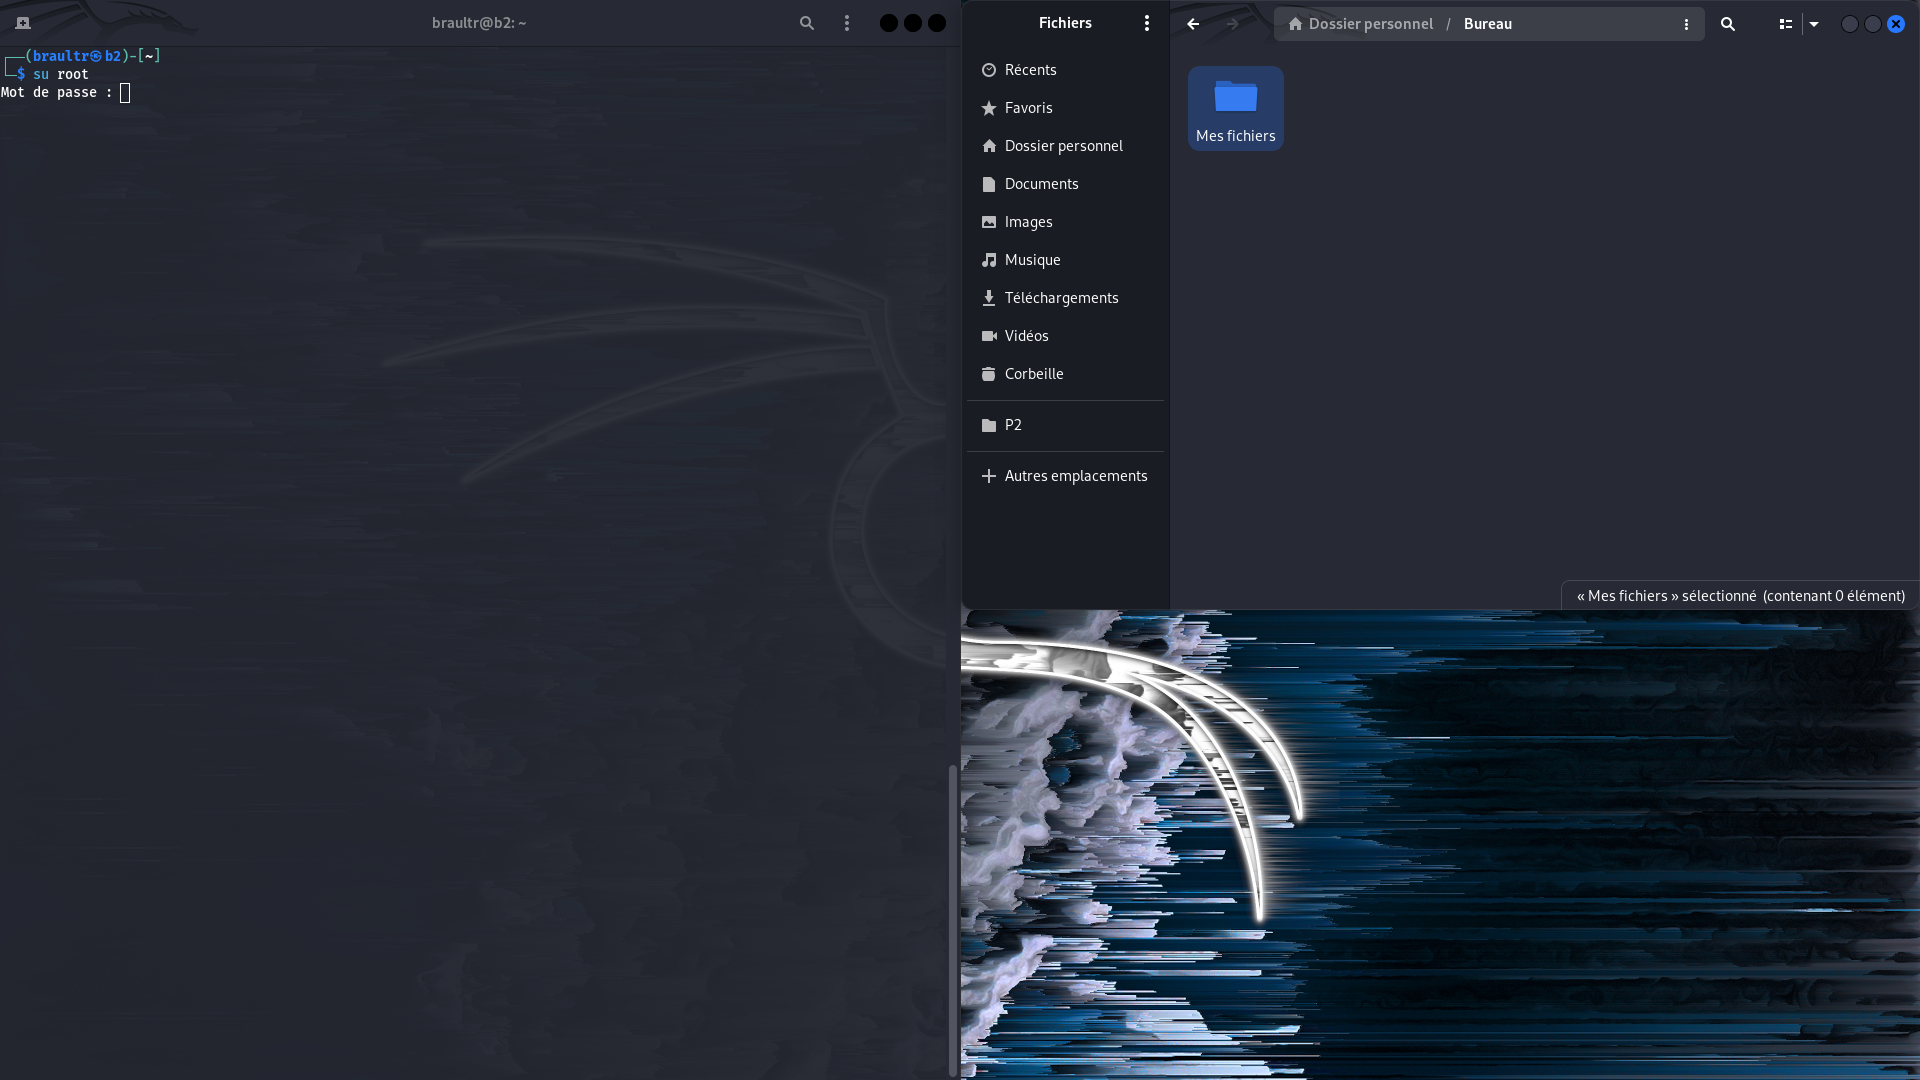 braultr@b2: ~
┌──(braultr㉿b2)-[~]
└─$ su root
Mot de passe :
Fichiers
Dossier personnel / Bureau
Récents
Favoris
Dossier personnel
Documents
Images
Musique
Téléchargements
Vidéos
Corbeille
P2
Autres emplacements
Mes fichiers
« Mes fichiers » sélectionné (contenant 0 élément)